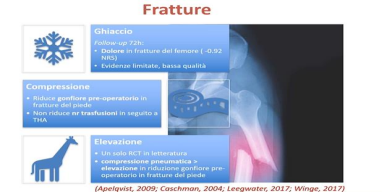 Fratture
Ghiaccio
Follow-up 72h:
• Dolore in fratture del femore ( -0.92
NRS)
• Evidenze limitate, bassa qualità
Compressione
• Riduce gonfiore pre-operatorio in
fratture del piede
• Non riduce nr trasfusioni in seguito a
THA
Elevazione
• Un solo RCT in letteratura
• compressione pneumatica >
elevazione in riduzione gonfiore pre-
operatorio in fratture del piede
(Apelqvist, 2009; Caschman, 2004; Leegwater, 2017; Winge, 2017)